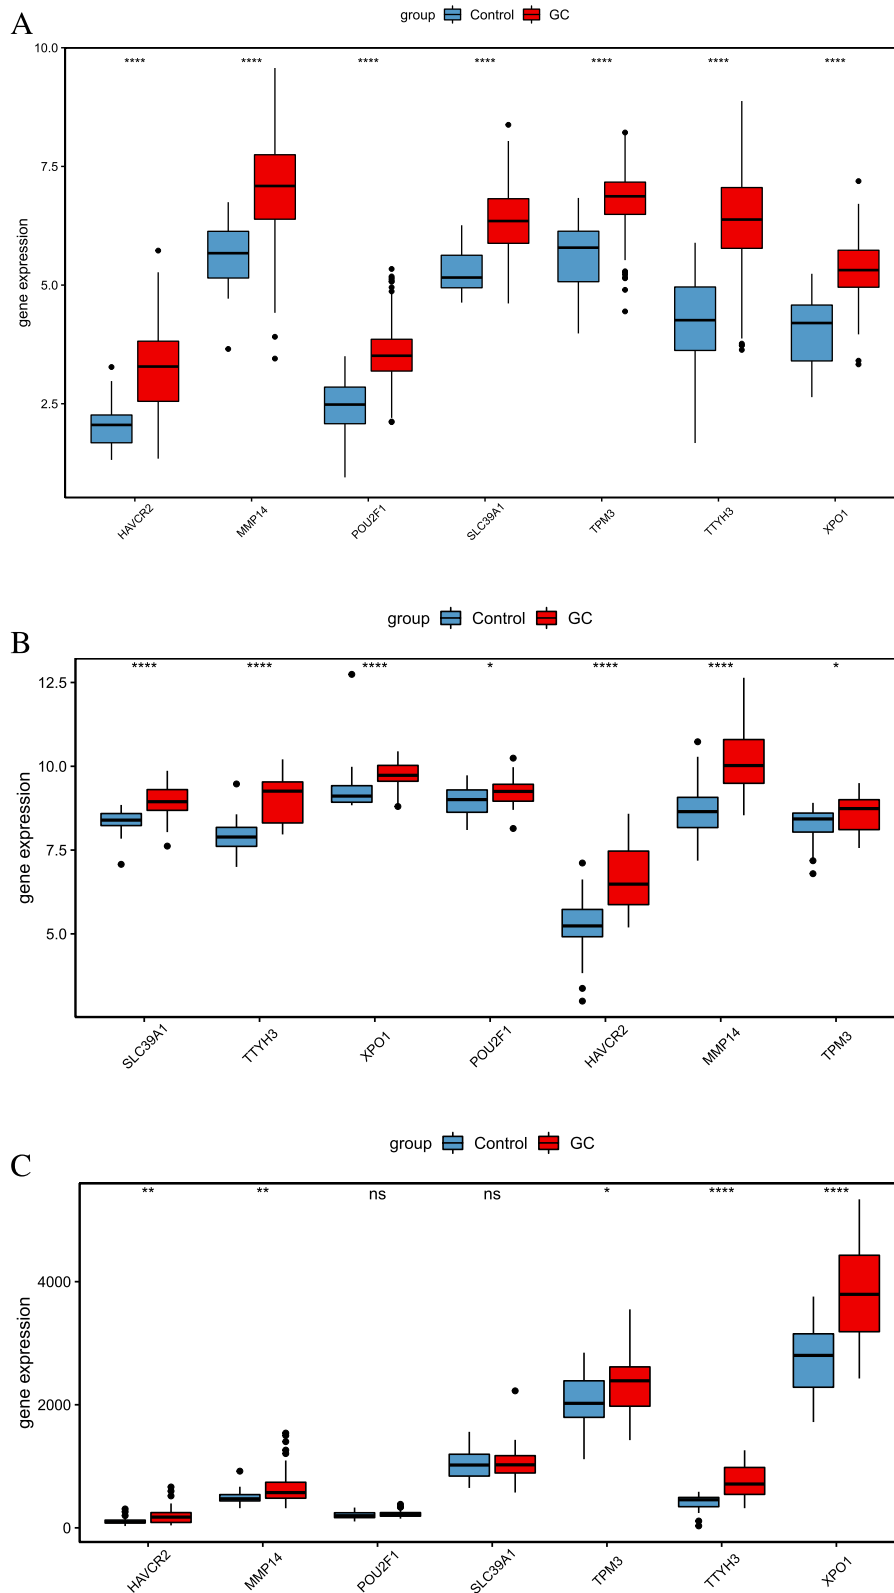 A
group Control GC
10.0
**** **** **** **** **** **** ****
7.5
5.0
2.5
gene expression
HAVCR2 MMP14 POU2F1 SLC39A1 TPM3 TTYH3 XPO1
B
group Control GC
**** **** **** * **** **** *
12.5
10.0
7.5
5.0
gene expression
SLC39A1 TTYH3 XPO1 POU2F1 HAVCR2 MMP14 TPM3
C
group Control GC
** ** ns ns * **** ****
4000
2000
0
gene expression
HAVCR2 MMP14 POU2F1 SLC39A1 TPM3 TTYH3 XPO1